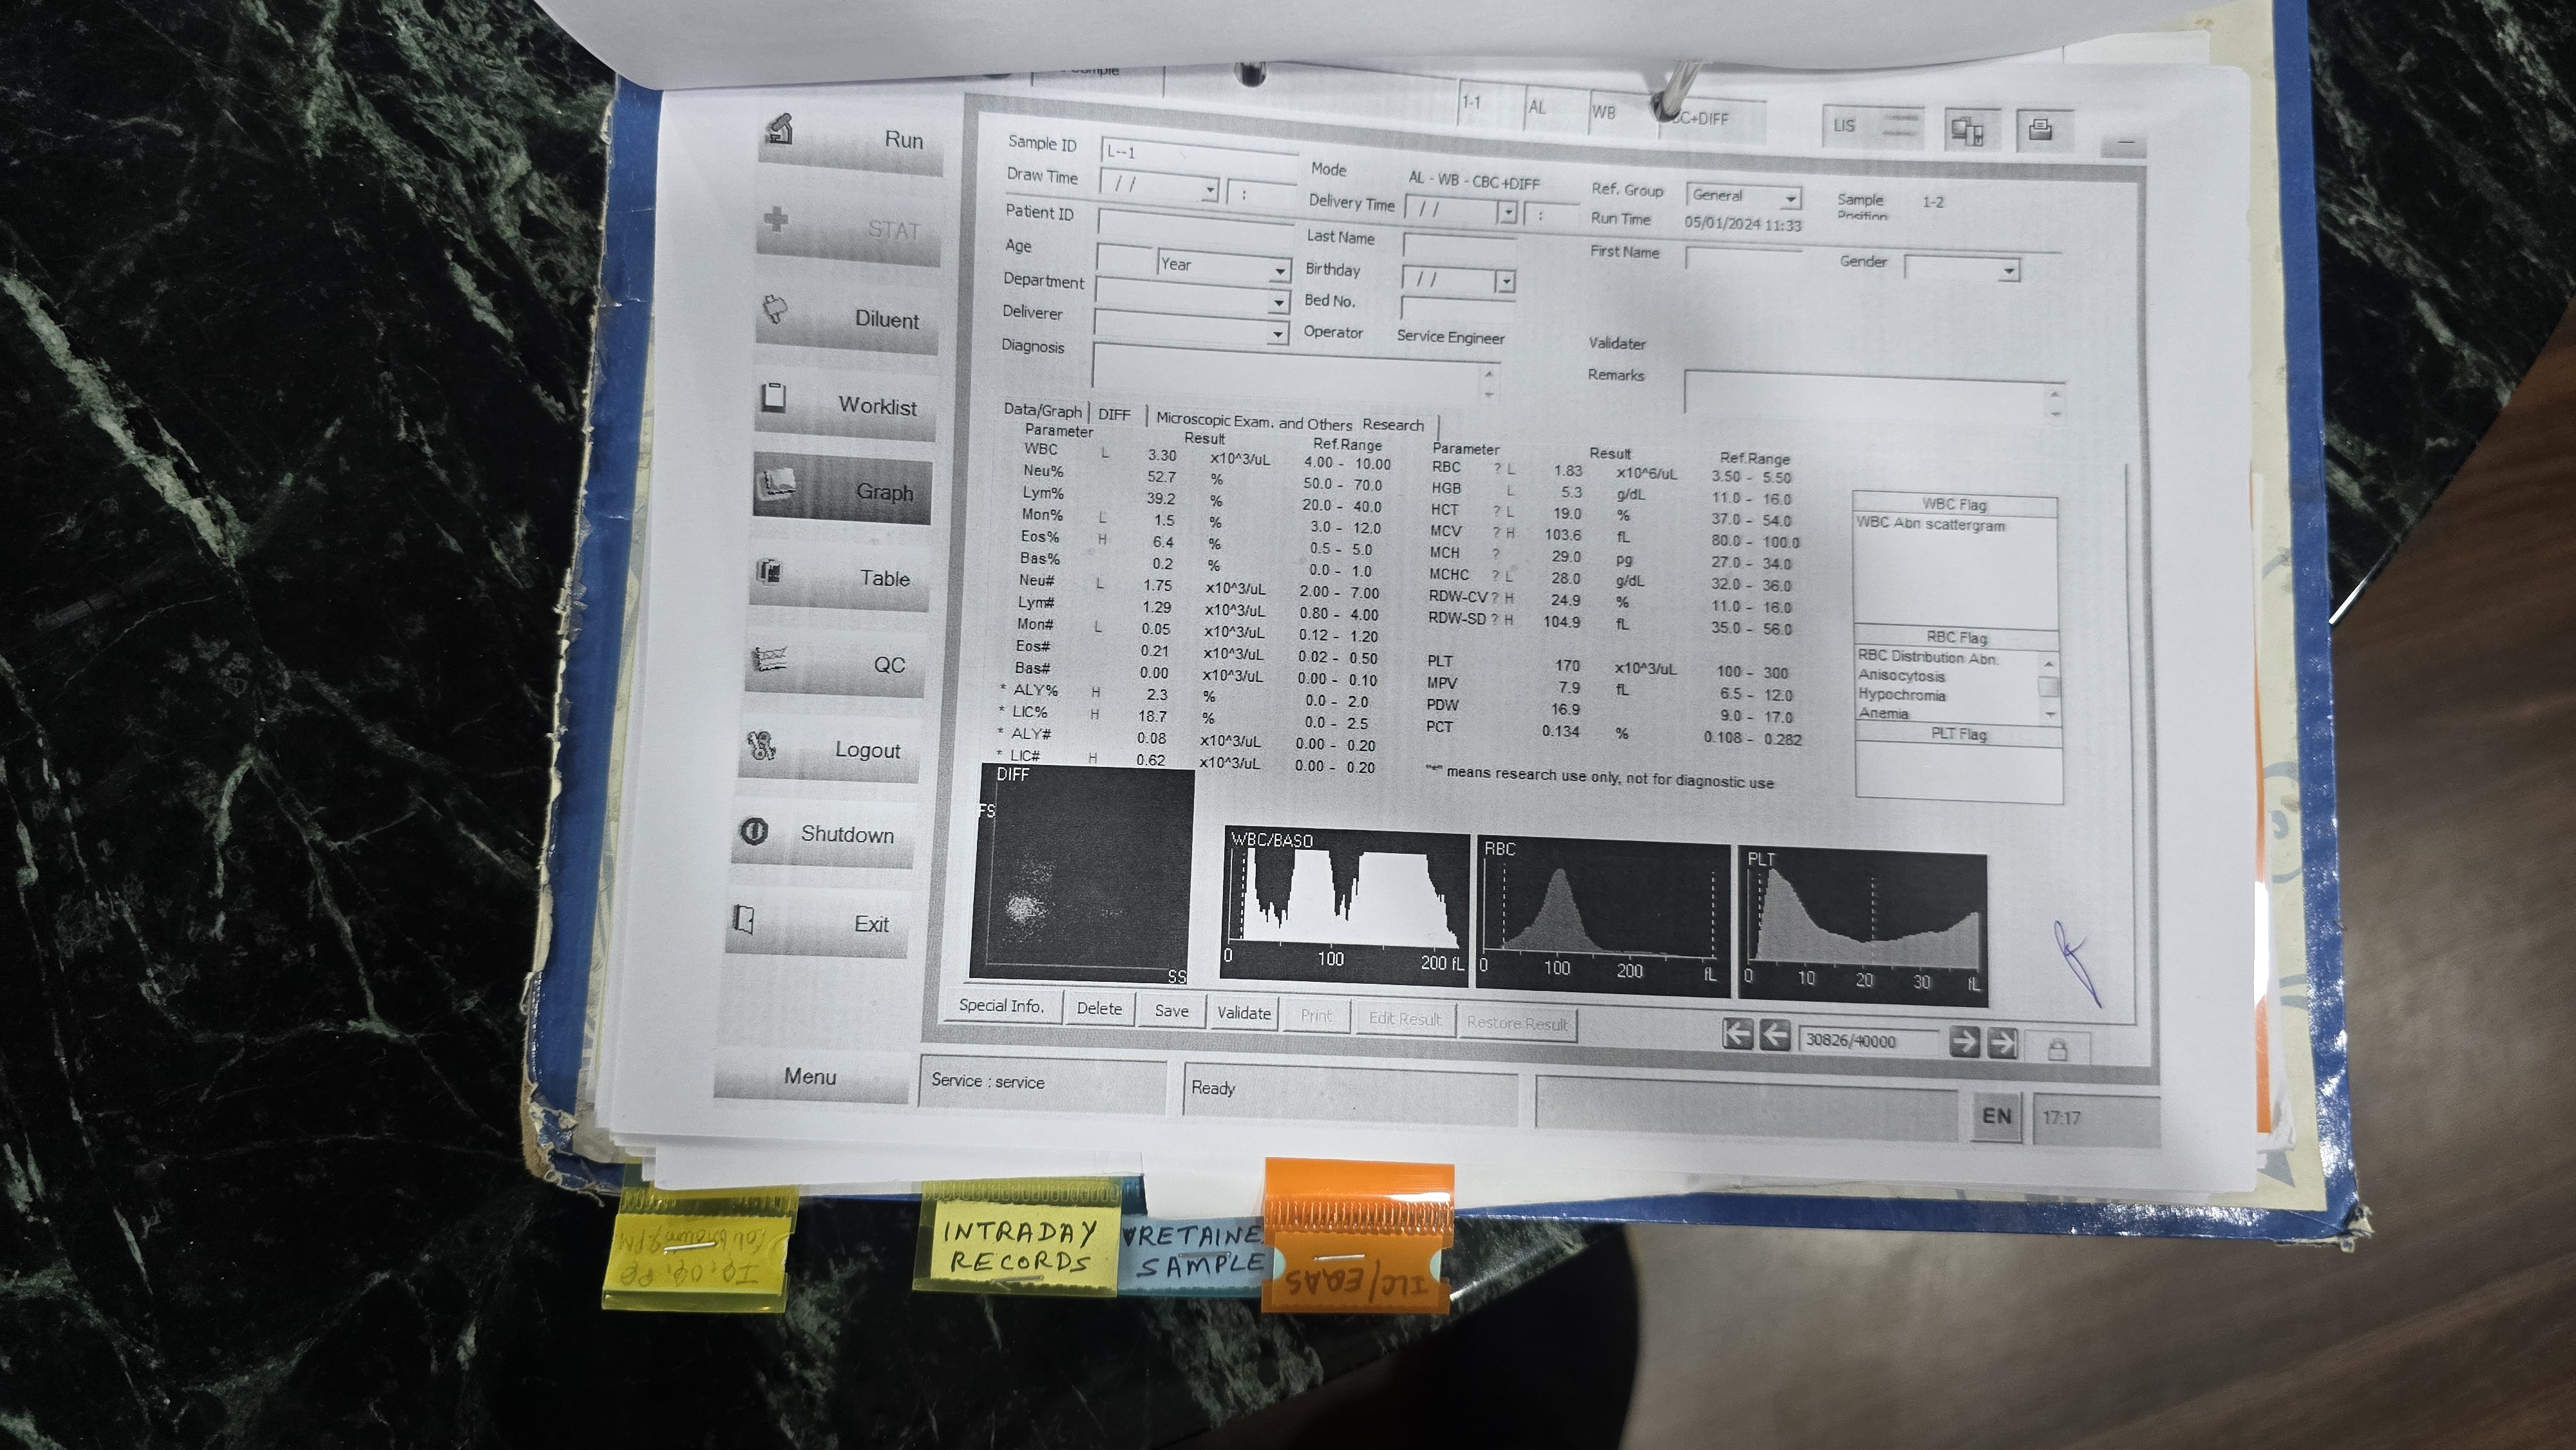 1-1 AL WB C+DIFF LIS
Run
STAT
Diluent
Worklist
Graph
Table
QC
Logout
Shutdown
Exit
Menu
Sample ID L--1 Mode AL - WB - CBC+DIFF Ref. Group General Sample Position 1-2
Draw Time / / : Delivery Time / / : Run Time 05/01/2024 11:33
Patient ID Last Name First Name Gender
Age Year Birthday / /
Department Bed No.
Deliverer Operator Service Engineer Validater
Diagnosis Remarks
Data/Graph DIFF Microscopic Exam. and Others Research
Parameter Result Ref.Range Parameter Result Ref.Range
WBC L 3.30 x10^3/uL 4.00 - 10.00 RBC ? L 1.83 x10^6/uL 3.50 - 5.50
Neu% 52.7 % 50.0 - 70.0 HGB L 5.3 g/dL 11.0 - 16.0
Lym% 39.2 % 20.0 - 40.0 HCT ? L 19.0 % 37.0 - 54.0
Mon% L 1.5 % 3.0 - 12.0 MCV ? H 103.6 fL 80.0 - 100.0
Eos% H 6.4 % 0.5 - 5.0 MCH ? 29.0 pg 27.0 - 34.0
Bas% 0.2 % 0.0 - 1.0 MCHC ? L 28.0 g/dL 32.0 - 36.0
Neu# L 1.75 x10^3/uL 2.00 - 7.00 RDW-CV ? H 24.9 % 11.0 - 16.0
Lym# 1.29 x10^3/uL 0.80 - 4.00 RDW-SD ? H 104.9 fL 35.0 - 56.0
Mon# L 0.05 x10^3/uL 0.12 - 1.20
Eos# 0.21 x10^3/uL 0.02 - 0.50 PLT 170 x10^3/uL 100 - 300
Bas# 0.00 x10^3/uL 0.00 - 0.10 MPV 7.9 fL 6.5 - 12.0
* ALY% H 2.3 % 0.0 - 2.0 PDW 16.9 9.0 - 17.0
* LIC% H 18.7 % 0.0 - 2.5 PCT 0.134 % 0.108 - 0.282
* ALY# 0.08 x10^3/uL 0.00 - 0.20
* LIC# H 0.62 x10^3/uL 0.00 - 0.20
"*" means research use only, not for diagnostic use
WBC Flag
WBC Abn scattergram
RBC Flag
RBC Distribution Abn.
Anisocytosis
Hypochromia
Anemia
PLT Flag
DIFF FS SS
WBC/BASO 0 100 200 fL
RBC 0 100 200 fL
PLT 0 10 20 30 fL
Special Info. Delete Save Validate Print Edit Result Restore Result 30826/40000
Service : service Ready EN 17:17
INTRADAY
RECORDS
RETAINE
SAMPLE
ILC/EQAS